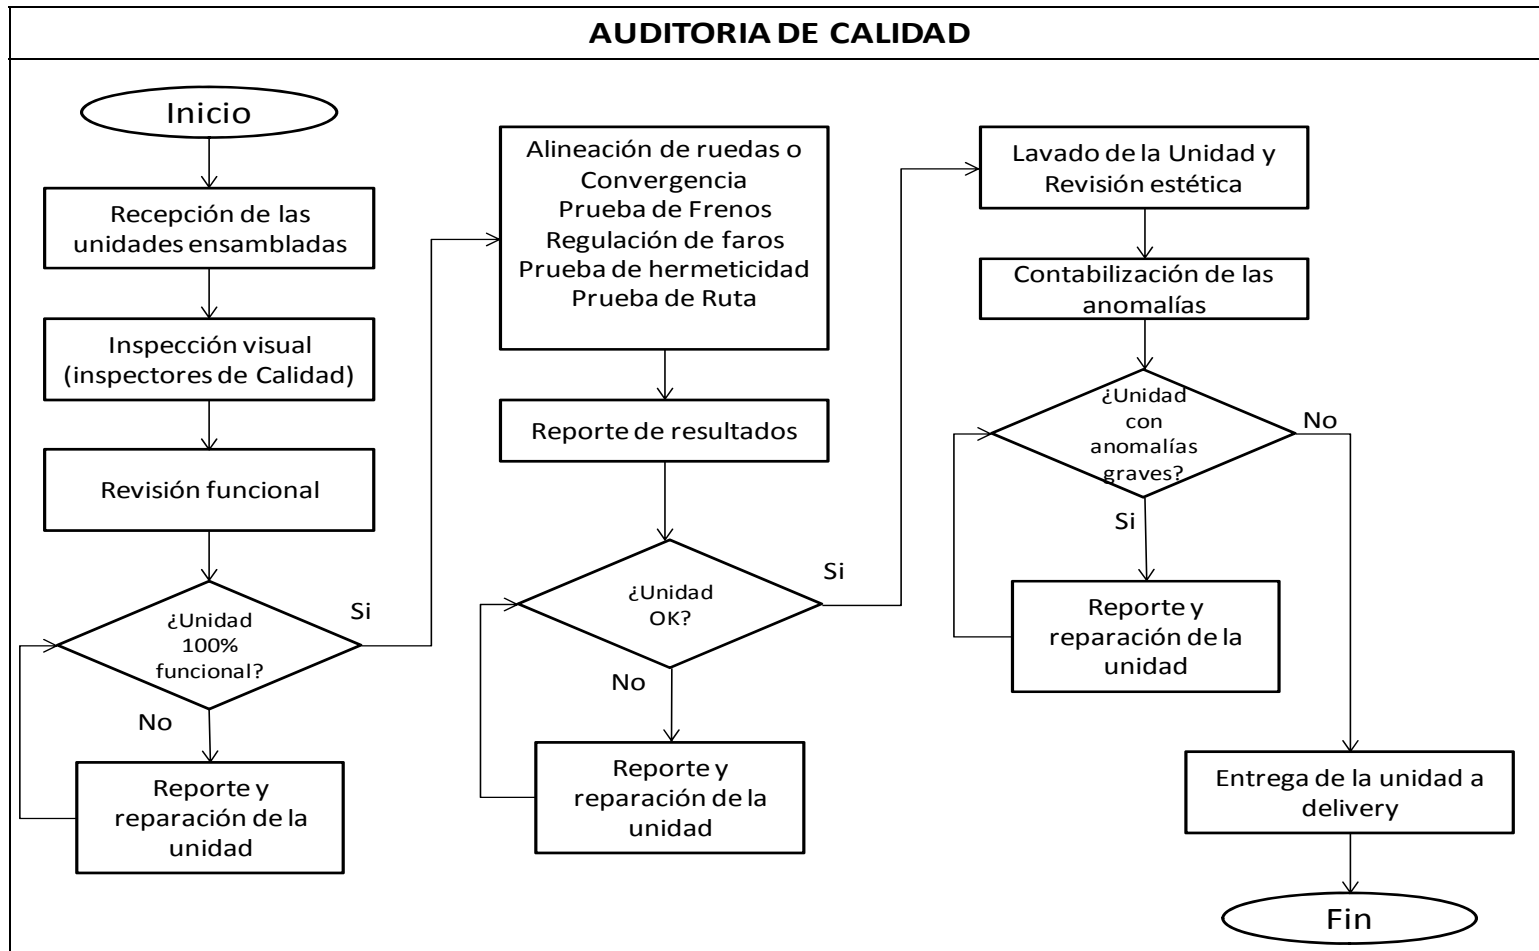 AUDITORIA DE CALIDAD
Inicio
Recepción de las
unidades ensambladas
Inspección visual
(inspectores de Calidad)
Revisión funcional
¿Unidad
100%
funcional?
Si
No
Reporte y
reparación de la
unidad
Alineación de ruedas o
Convergencia
Prueba de Frenos
Regulación de faros
Prueba de hermeticidad
Prueba de Ruta
Reporte de resultados
¿Unidad
OK?
Si
No
Reporte y
reparación de la
unidad
Lavado de la Unidad y
Revisión estética
Contabilización de las
anomalías
¿Unidad
con
anomalías
graves?
No
Si
Reporte y
reparación de la
unidad
Entrega de la unidad a
delivery
Fin